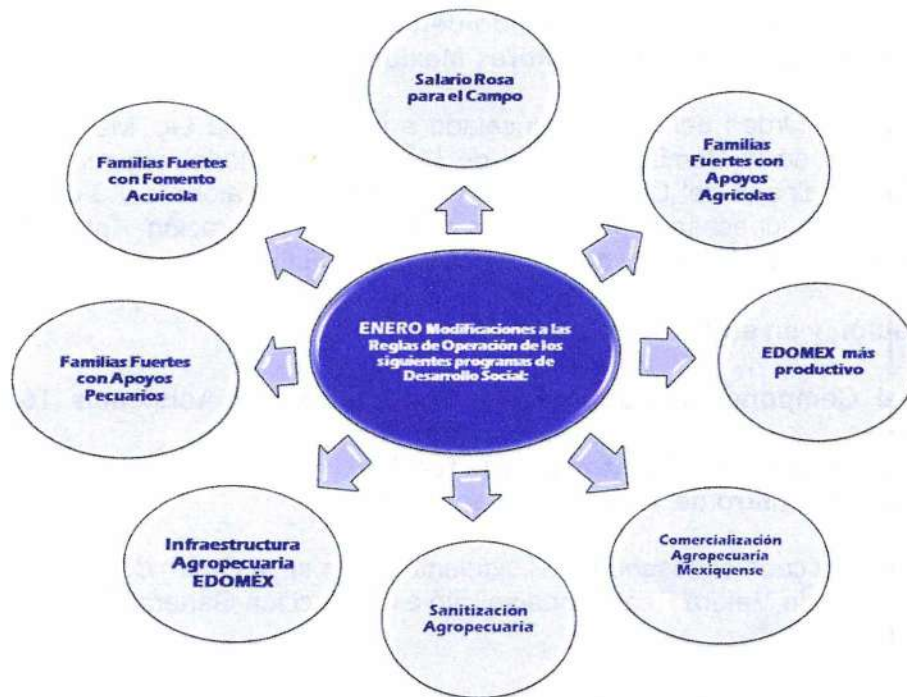 Salario Rosa
para el Campo
Familias
Fuertes con
Apoyos
Agrícolas
EDOMEX más
productivo
Comercialización
Agropecuaria
Mexiquense
Sanitización
Agropecuaria
Infraestructura
Agropecuaria
EDOMÉX
Familias Fuertes
con Apoyos
Pecuarios
Familias Fuertes
con Fomento
Acuícola
ENERO Modificaciones a las
Reglas de Operación de los
siguientes programas de
Desarrollo Social: